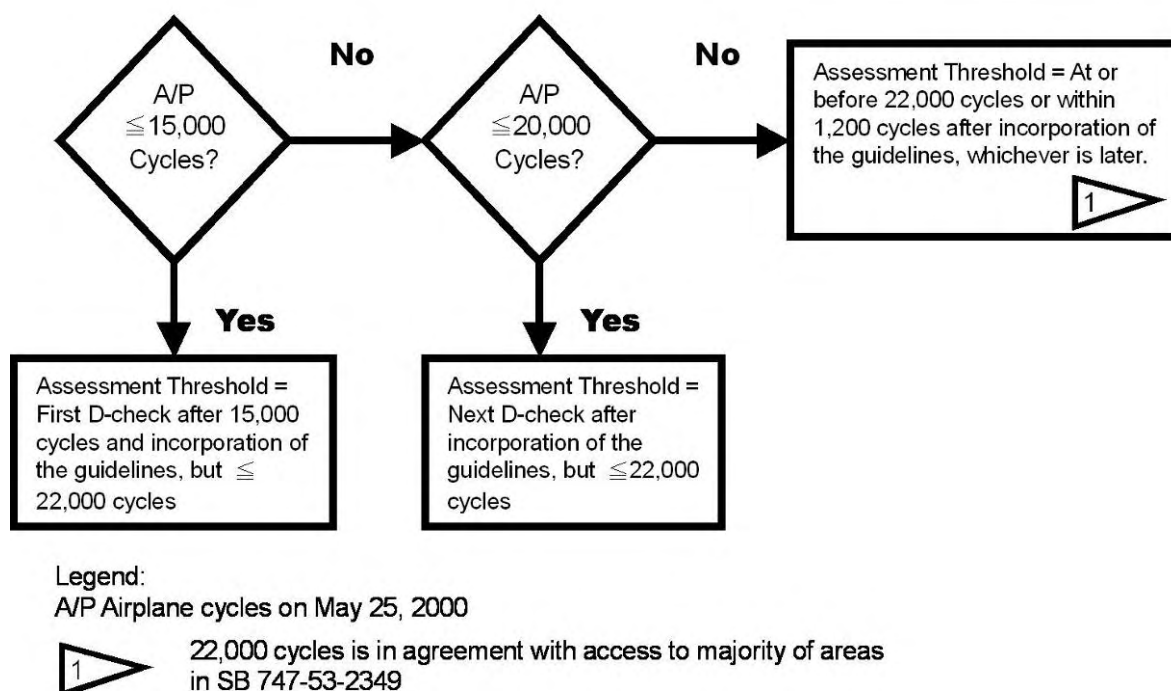 A/P
≦15,000
Cycles?
No
A/P
≦20,000
Cycles?
No
Assessment Threshold = At or
before 22,000 cycles or within
1,200 cycles after incorporation of
the guidelines, whichever is later.
1
Yes
Assessment Threshold =
First D-check after 15,000
cycles and incorporation of
the guidelines, but ≦
22,000 cycles
Yes
Assessment Threshold =
Next D-check after
incorporation of the
guidelines, but ≦22,000
cycles
Legend:
A/P Airplane cycles on May 25, 2000
1
22,000 cycles is in agreement with access to majority of areas
in SB 747-53-2349